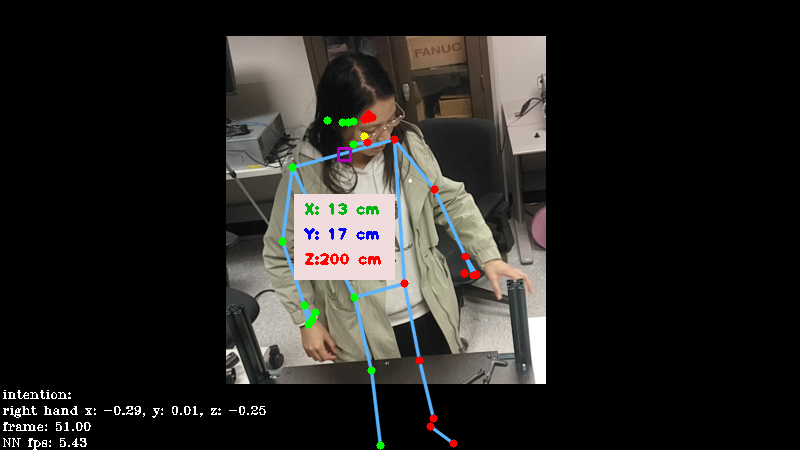 FANUC
X: 13 cm
Y: 17 cm
Z:200 cm
intention:
right hand x: −0.29, y: 0.01, z: −0.25
frame: 51.00
NN fps: 5.43